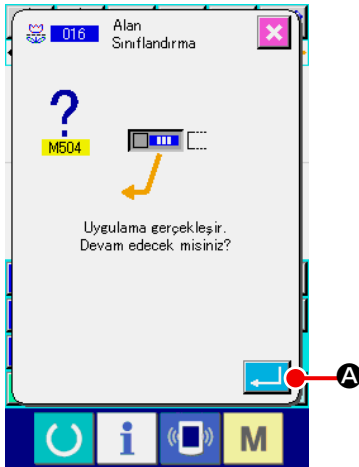 016
Alan
Sınıflandırma
?
M504
Uygulama gerçekleşir.
Devam edecek misiniz?
A
i
M